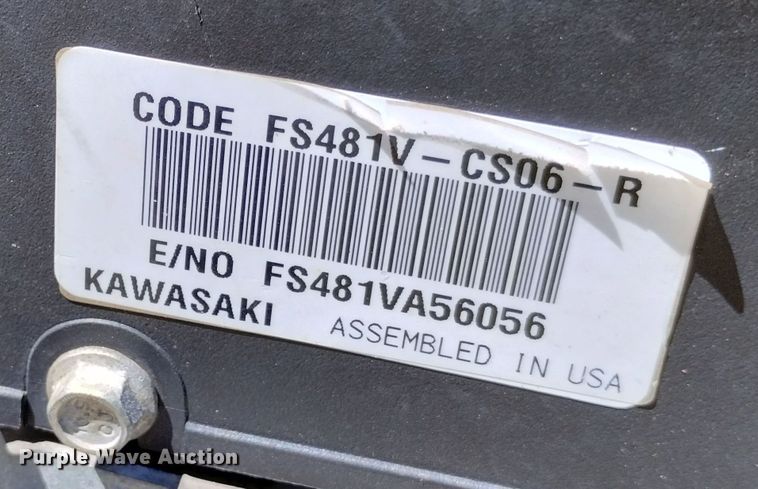 CODE FS481V-CS06-R
E/NO FS481VA56056
KAWASAKI ASSEMBLED IN USA
Purple Wave Auction